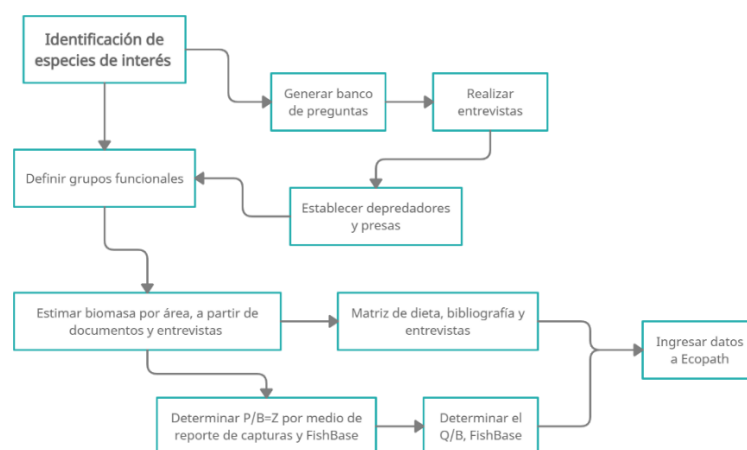 Identificación de
especies de interés
Generar banco
de preguntas
Realizar
entrevistas
Definir grupos funcionales
Establecer depredadores
y presas
Estimar biomasa por área, a partir de
documentos y entrevistas
Matriz de dieta, bibliografía y
entrevistas
Ingresar datos
a Ecopath
Determinar P/B=Z por medio de
reporte de capturas y FishBase
Determinar el
Q/B, FishBase